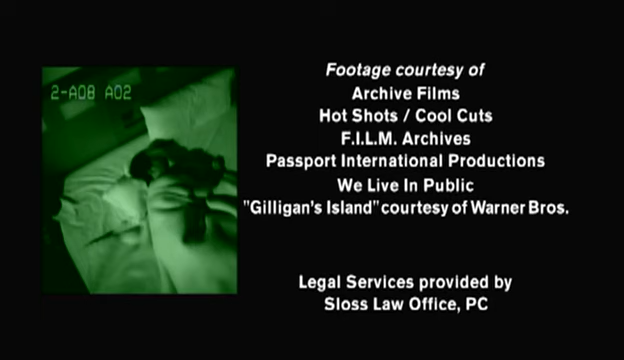 2-A08 A02
Footage courtesy of
Archive Films
Hot Shots / Cool Cuts
F.I.L.M. Archives
Passport International Productions
We Live In Public
"Gilligan's Island" courtesy of Warner Bros.
Legal Services provided by
Sloss Law Office, PC